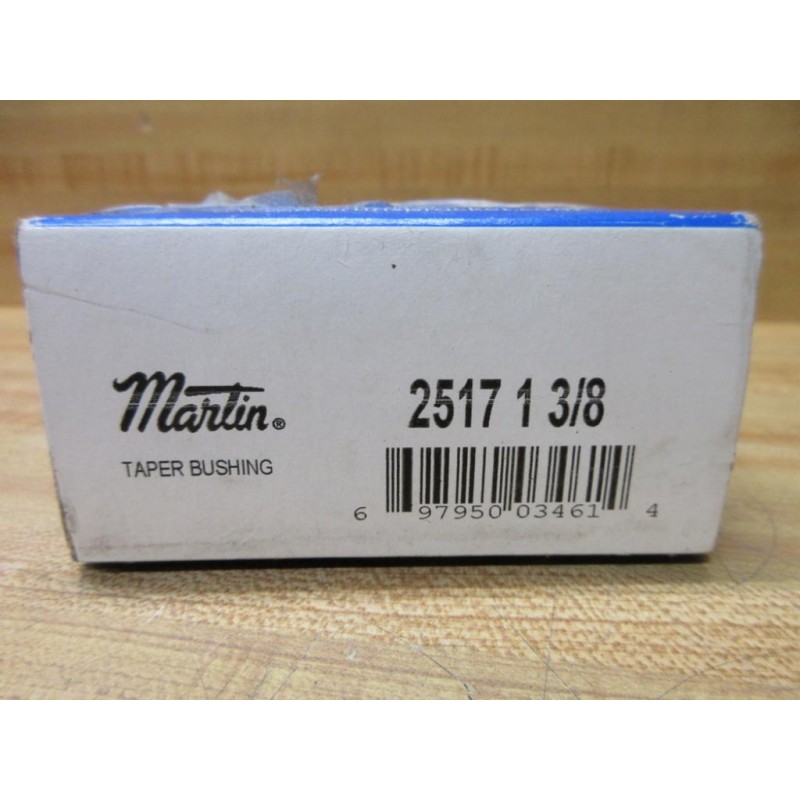 Martin®
2517 1 3/8
TAPER BUSHING
6 97950 03461 4